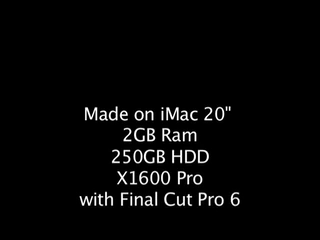 Made on iMac 20"
2GB Ram
250GB HDD
X1600 Pro
with Final Cut Pro 6